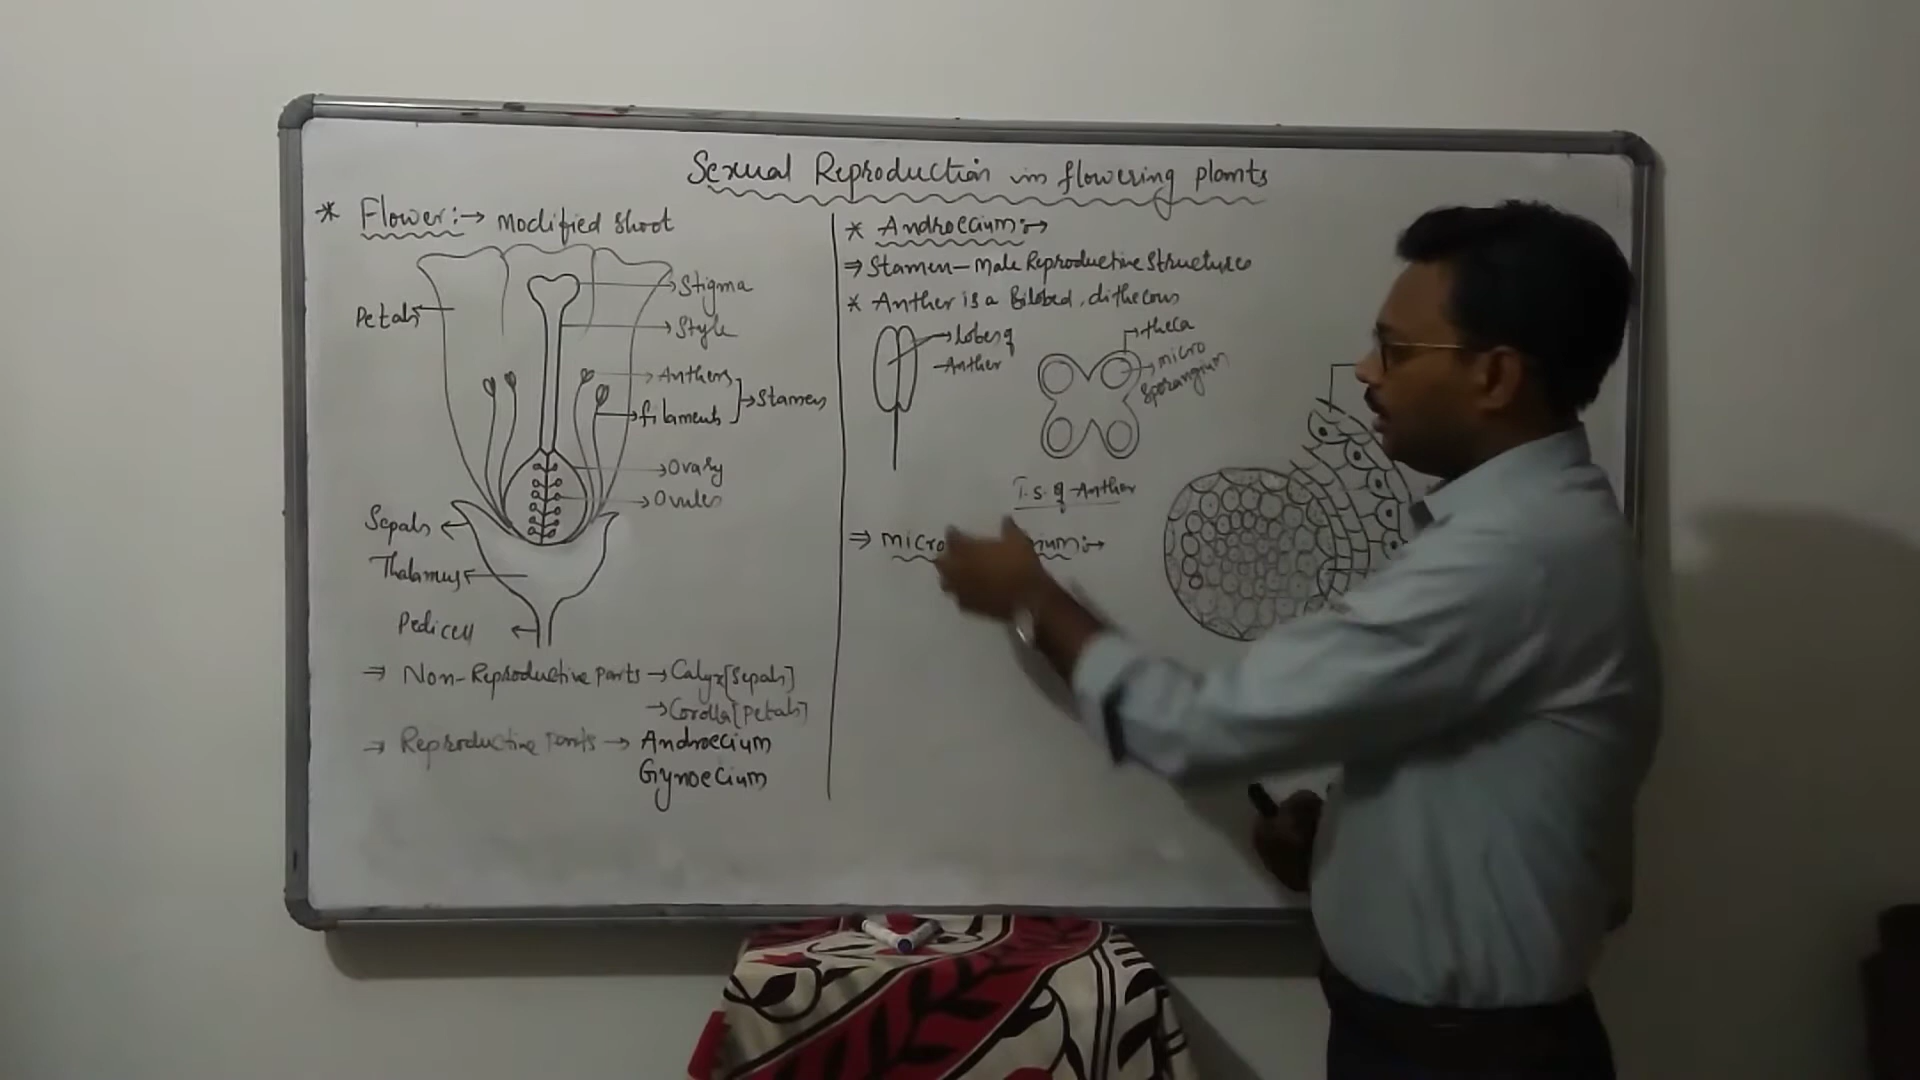 Sexual Reproduction in flowering plants
* Flower:→ Modified shoot
Petals
Stigma
Style
Anthers
filaments
Stamens
Ovary
Ovules
Sepals
Thalamus
Pedicell
⇒ Non-Reproductive parts → Calyx[sepals]
→ Corolla[Petals]
⇒ Reproductive parts → Androecium
Gynoecium
* Androecium:→
⇒ Stamen – Male Reproductive Structures
* Anther is a Bilobed, dithecous
lobes of
Anther
theca
micro
sporangium
T.S. of Anther
⇒ micro